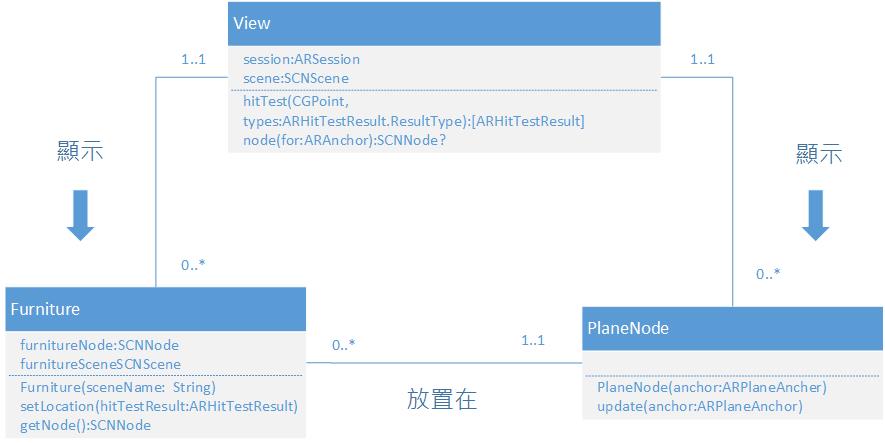 View
session:ARSession
scene:SCNScene
hitTest(CGPoint,
types:ARHitTestResult.ResultType):[ARHitTestResult]
node(for:ARAnchor):SCNNode?
1..1
1..1
顯示
顯示
0..*
0..*
Furniture
furnitureNode:SCNNode
furnitureSceneSCNScene
Furniture(sceneName: String)
setLocation(hitTestResult:ARHitTestResult)
getNode():SCNNode
0..*
1..1
放置在
PlaneNode
PlaneNode(anchor:ARPlaneAncher)
update(anchor:ARPlaneAnchor)